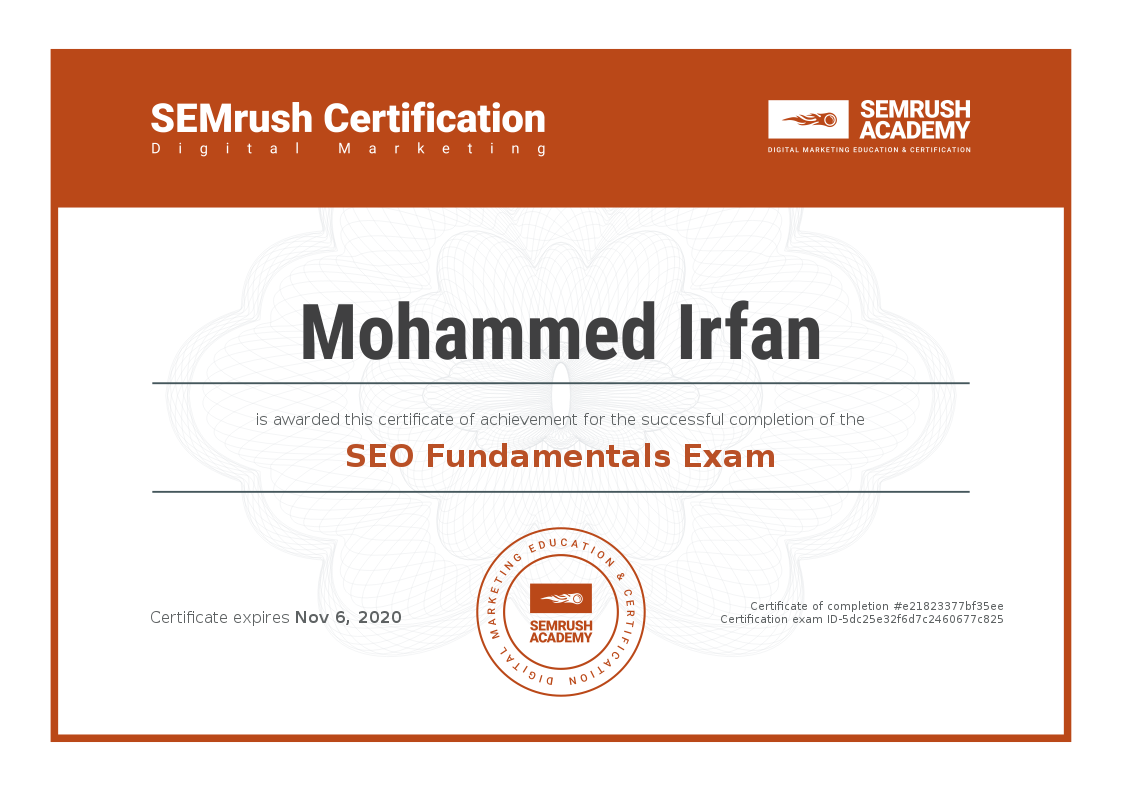 SEMrush Certification
Digital Marketing
SEMRUSH
ACADEMY
DIGITAL MARKETING EDUCATION & CERTIFICATION
Mohammed Irfan
is awarded this certificate of achievement for the successful completion of the
SEO Fundamentals Exam
Certificate expires Nov 6, 2020
DIGITAL MARKETING EDUCATION & CERTIFICATION
SEMRUSH
ACADEMY
Certificate of completion #e21823377bf35ee
Certification exam ID-5dc25e32f6d7c2460677c825